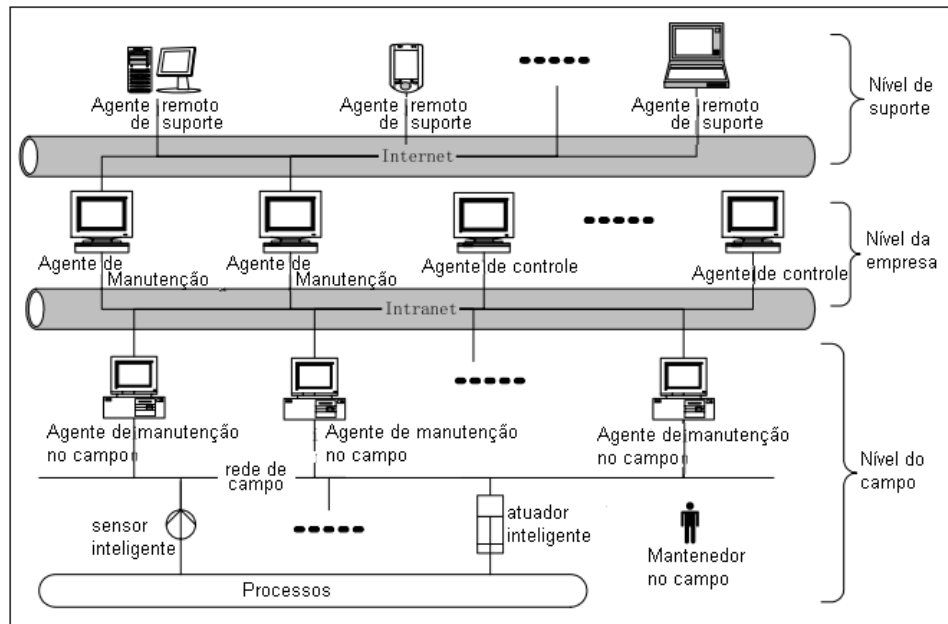 Agente remoto
de suporte
Agente remoto
de suporte
Agente remoto
de suporte
Nível de
suporte
Internet
Agente de
Manutenção
Agente de
Manutenção
Agente de controle
Agente de controle
Nível da
empresa
Intranet
Agente de manutenção
no campo
Agente de manutenção
no campo
Agente de manutenção
no campo
Nível do
campo
rede de
campo
sensor
inteligente
atuador
inteligente
Mantenedor
no campo
Processos